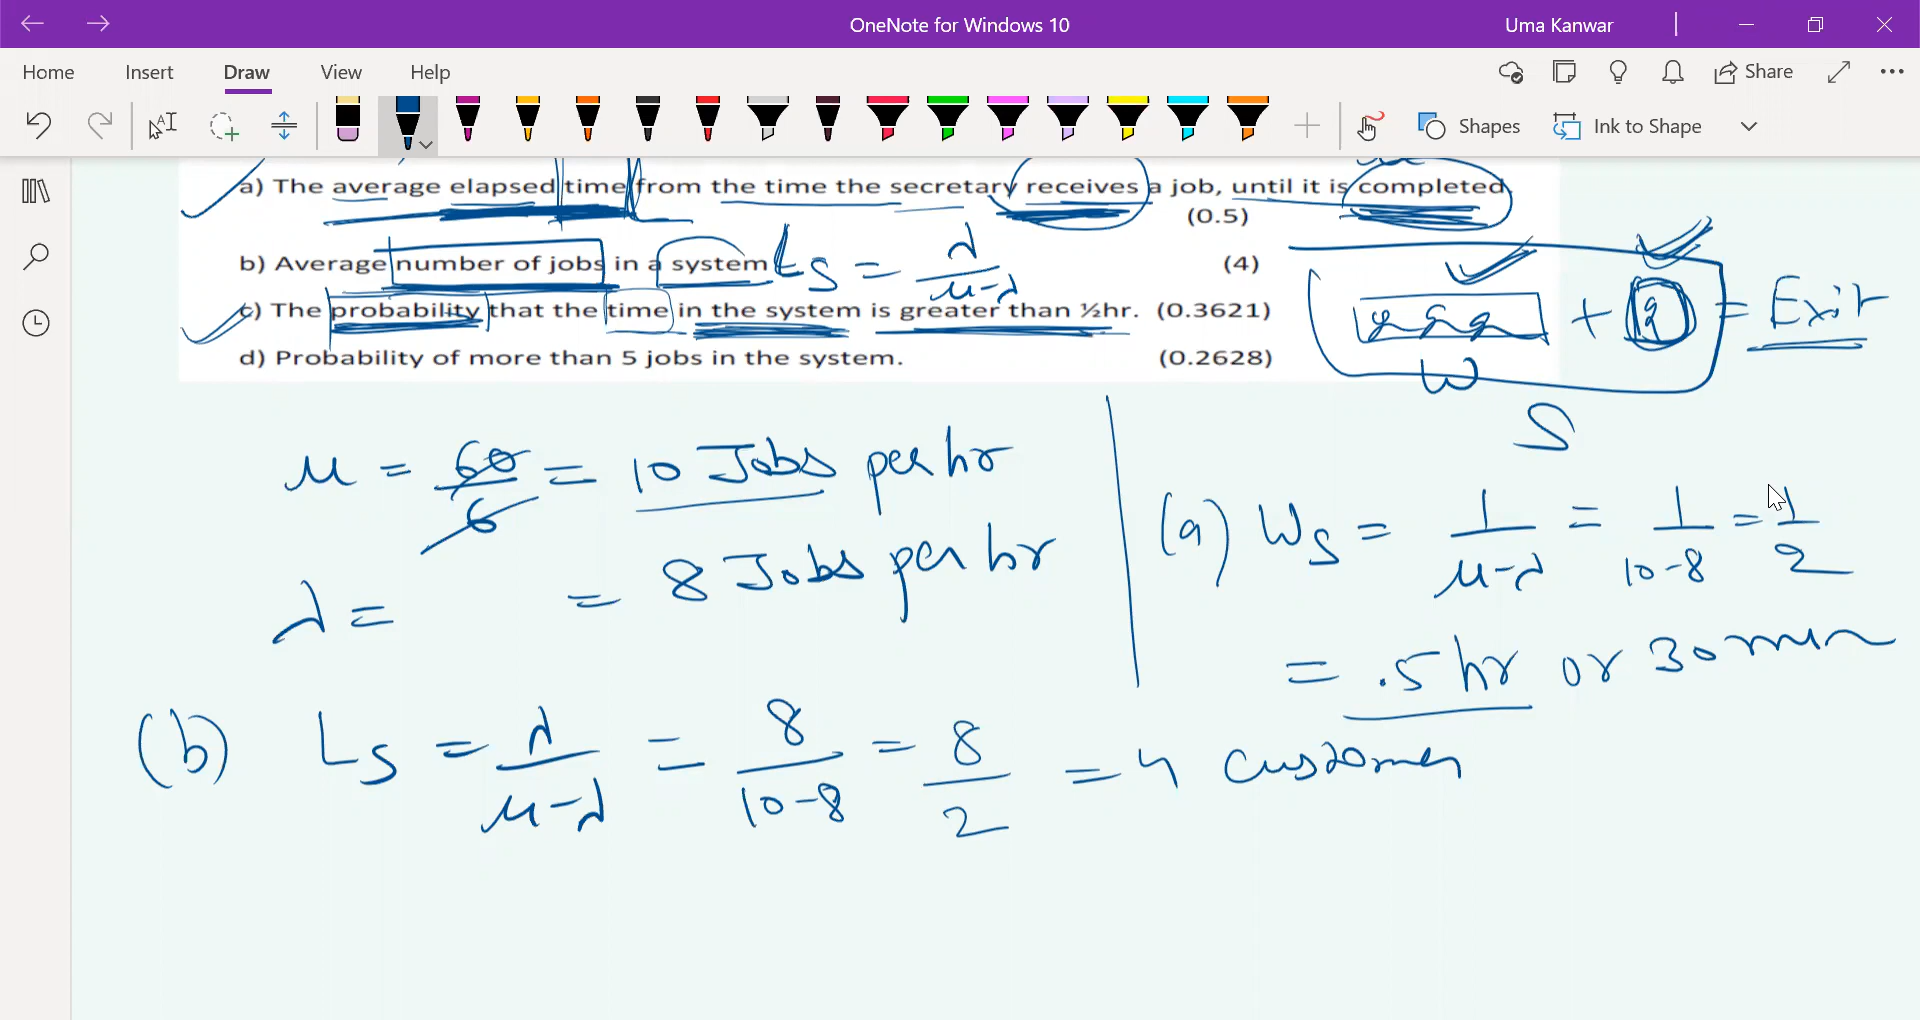 OneNote for Windows 10
Uma Kanwar
Home Insert Draw View Help
Share
Shapes Ink to Shape
a) The average elapsed time from the time the secretary receives a job, until it is completed.
(0.5)
b) Average number of jobs in a system Ls = λ/(μ-λ) (4)
c) The probability that the time in the system is greater than ½hr. (0.3621)
d) Probability of more than 5 jobs in the system. (0.2628)
+ = Exit
W
S
μ = 60/6 = 10 Jobs per hr
λ = = 8 Jobs per hr
(a) Ws = 1/(μ-λ) = 1/(10-8) = 1/2
= .5 hr or 30 min
(b) Ls = λ/(μ-λ) = 8/(10-8) = 8/2 = 4 customer